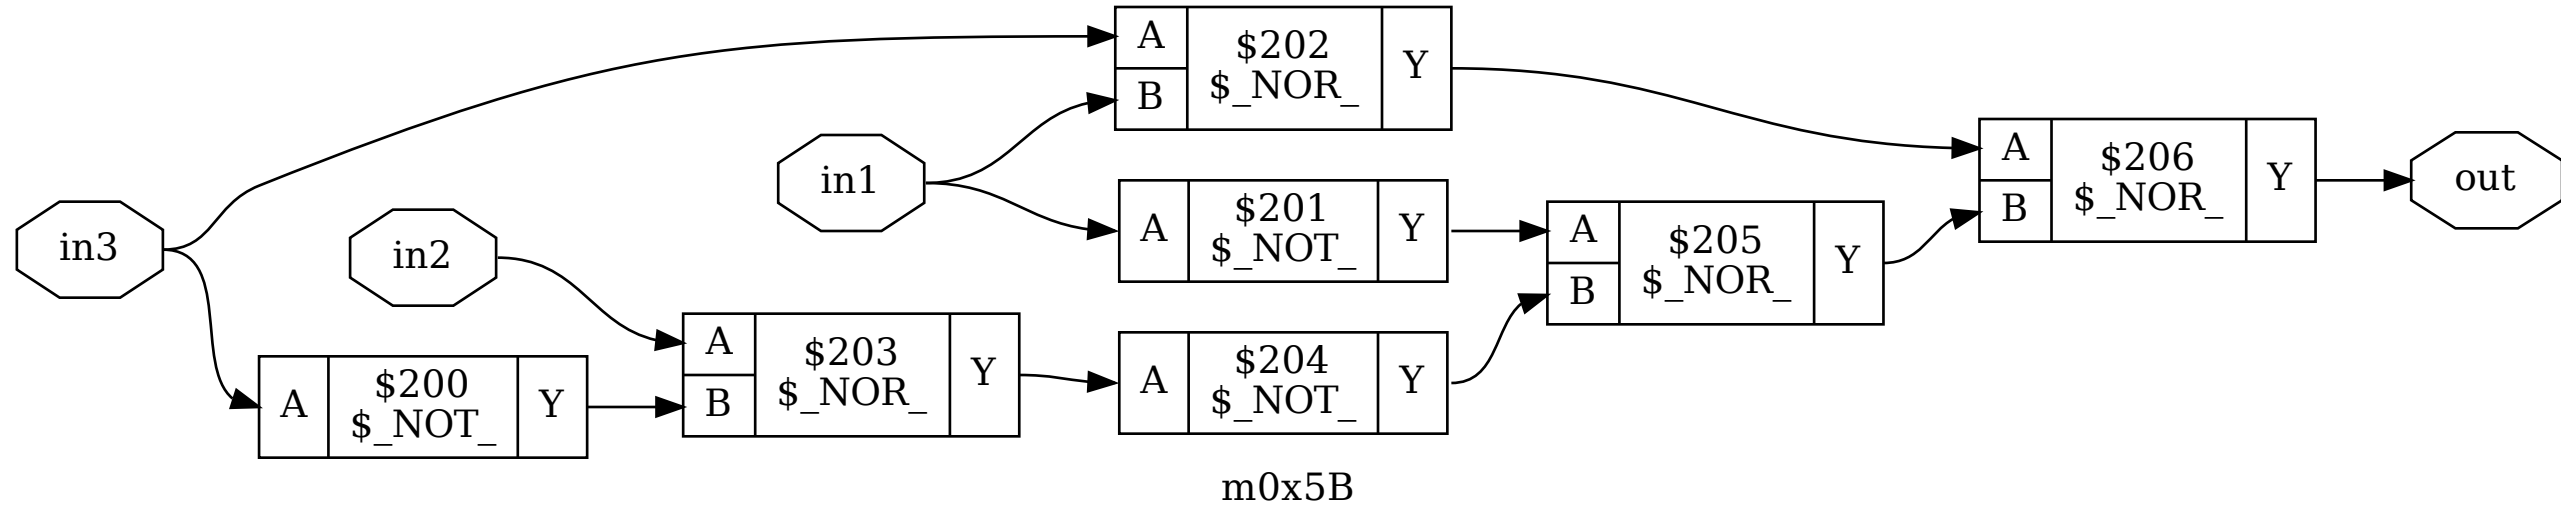 A
B
$202
$_NOR_
Y
in1
A
$201
$_NOT_
Y
in3
in2
A
$200
$_NOT_
Y
A
B
$203
$_NOR_
Y
A
$204
$_NOT_
Y
A
B
$205
$_NOR_
Y
A
B
$206
$_NOR_
Y
out
m0x5B